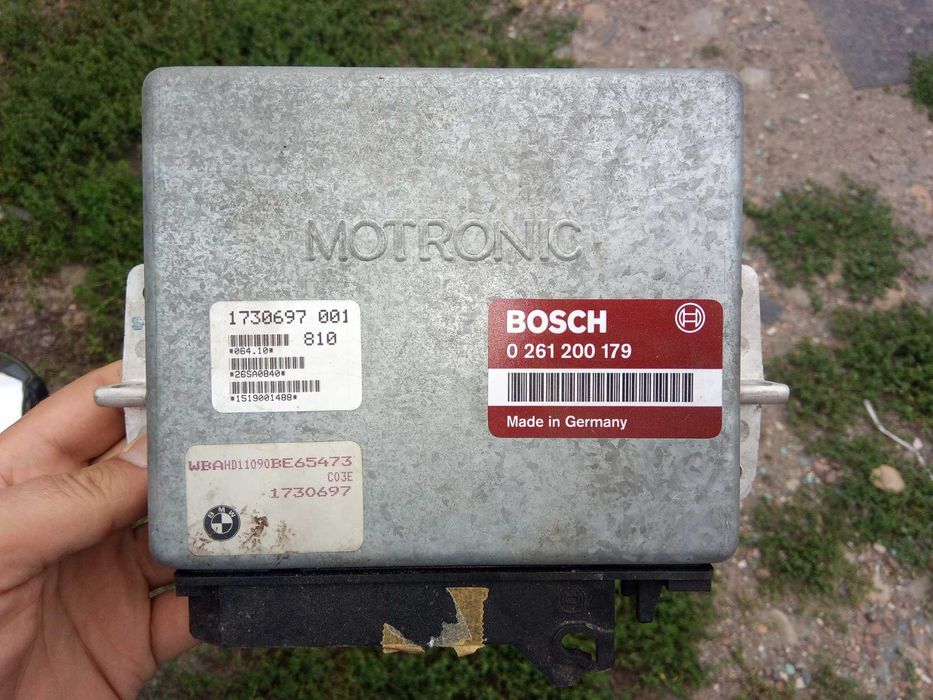 MOTRONIC
1730697 001
810
*064.10*
*26SA0840*
*1519001488*
BOSCH
0 261 200 179
Made in Germany
WBAHD11090BE65473
C03E
1730697
BMW